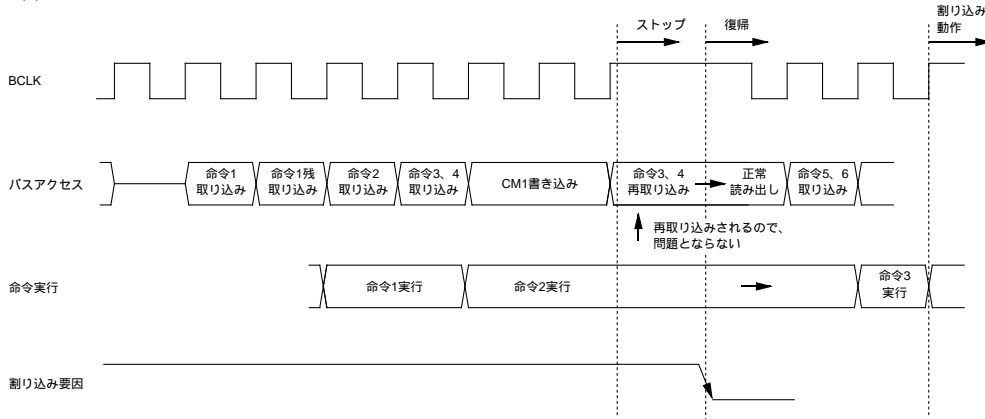 ストップ
復帰
割り込み
動作
BCLK
バスアクセス
命令1
取り込み
命令1残
取り込み
命令2
取り込み
命令3、4
取り込み
CM1書き込み
命令3、4
再取り込み
正常
読み出し
命令5、6
取り込み
再取り込みされるので、
問題とならない
命令実行
命令1実行
命令2実行
命令3
実行
割り込み要因